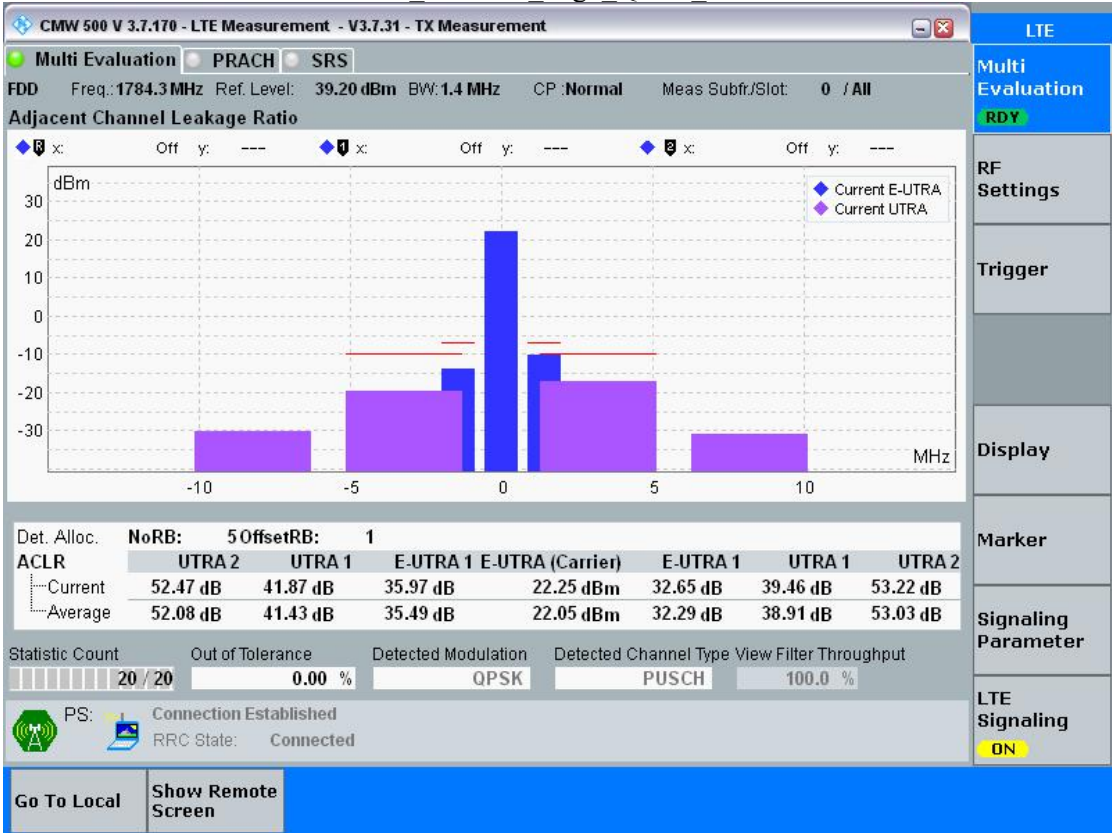 CMW 500 V 3.7.170 - LTE Measurement - V3.7.31 - TX Measurement
LTE
Multi Evaluation PRACH SRS
Multi Evaluation
RDY
FDD Freq.:1784.3 MHz Ref. Level: 39.20 dBm BW:1.4 MHz CP :Normal Meas Subfr./Slot: 0 / All
Adjacent Channel Leakage Ratio
R x: Off y: --- 1 x: Off y: --- 2 x: Off y: ---
dBm
Current E-UTRA
Current UTRA
30
20
10
0
-10
-20
-30
MHz
-10 -5 0 5 10
RF
Settings
Trigger
Display
Marker
Signaling
Parameter
LTE
Signaling
ON
Det. Alloc. NoRB: 5 OffsetRB: 1
ACLR UTRA 2 UTRA 1 E-UTRA 1 E-UTRA (Carrier) E-UTRA 1 UTRA 1 UTRA 2
Current 52.47 dB 41.87 dB 35.97 dB 22.25 dBm 32.65 dB 39.46 dB 53.22 dB
Average 52.08 dB 41.43 dB 35.49 dB 22.05 dBm 32.29 dB 38.91 dB 53.03 dB
Statistic Count Out of Tolerance Detected Modulation Detected Channel Type View Filter Throughput
20 / 20 0.00 % QPSK PUSCH 100.0 %
PS: Connection Established
RRC State: Connected
Go To Local
Show Remote
Screen